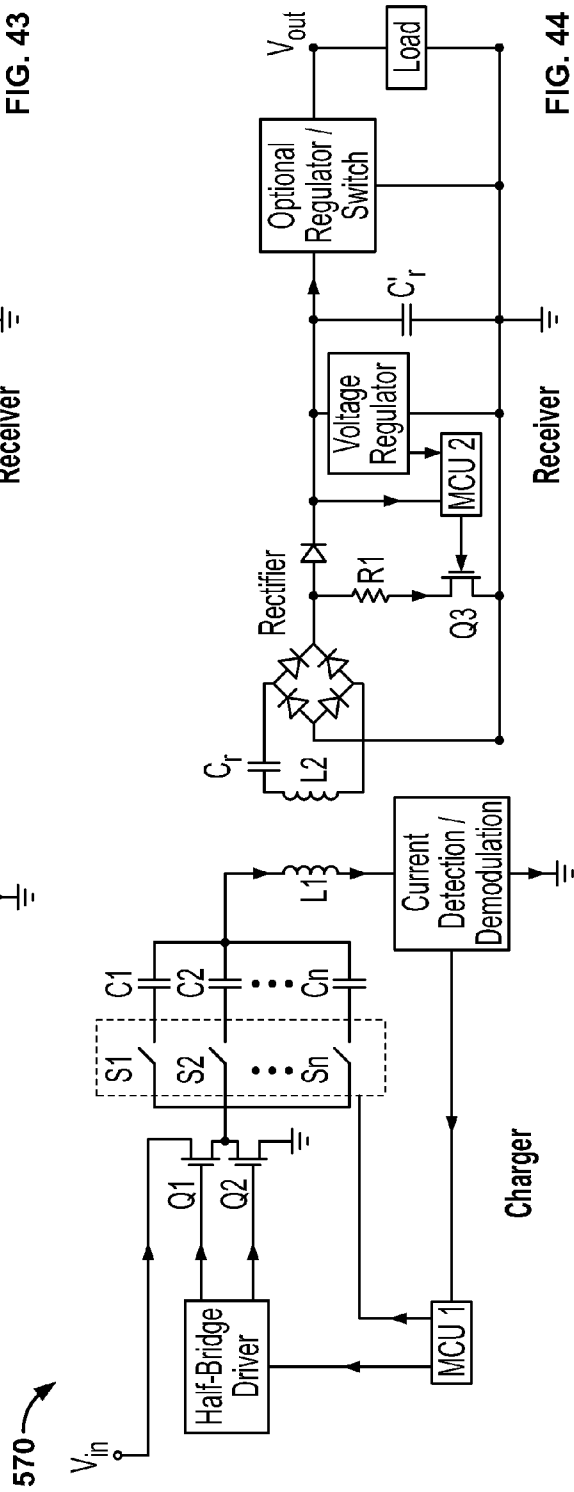 FIG. 43
Receiver
570
Vin
Half-Bridge
Driver
Q1
Q2
S1
S2
Sn
C1
C2
Cn
L1
Current
Detection /
Demodulation
MCU 1
Charger
Cr
L2
Rectifier
R1
Q3
MCU 2
Voltage
Regulator
C'r
Optional
Regulator /
Switch
Vout
Load
Receiver
FIG. 44